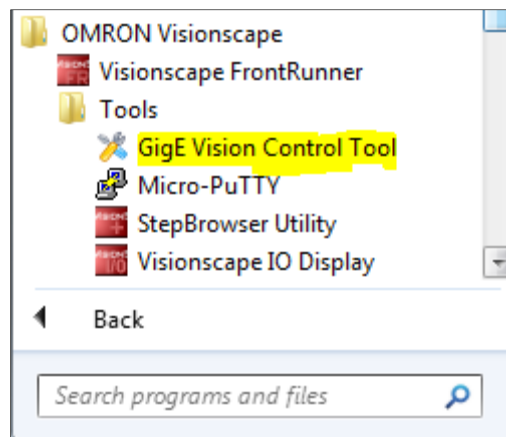 OMRON Visionscape
Visionscape FrontRunner
Tools
GigE Vision Control Tool
Micro-PuTTY
StepBrowser Utility
Visionscape IO Display
Back
Search programs and files